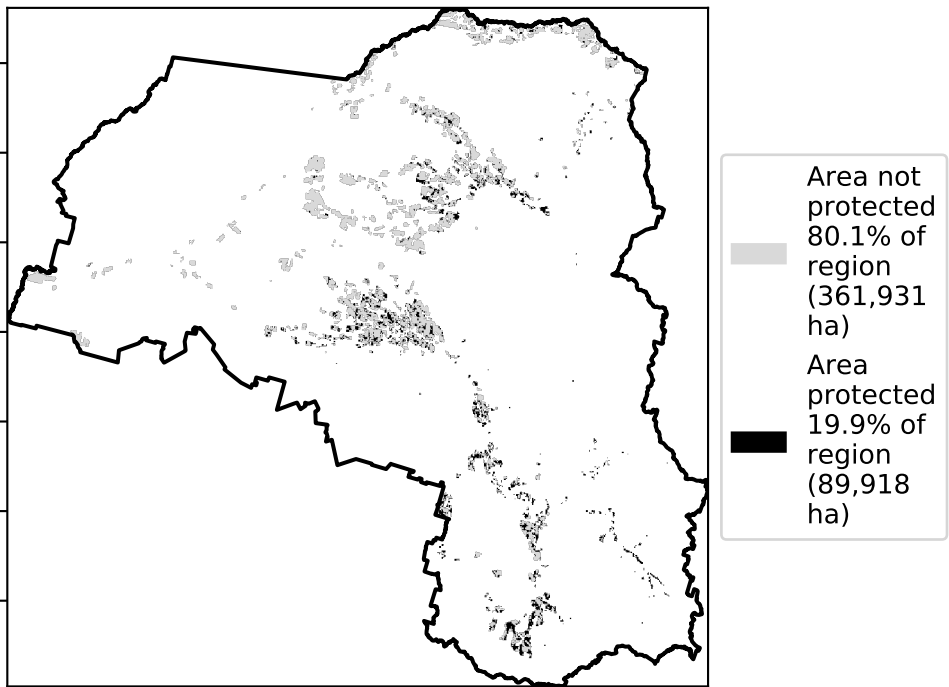 Area not
protected
80.1% of
region
(361,931
ha)
Area
protected
19.9% of
region
(89,918
ha)